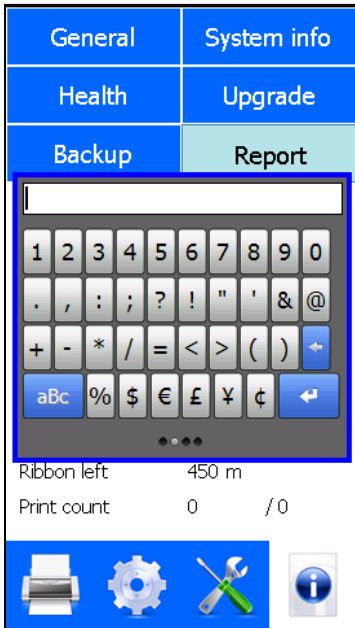 General System info
Health Upgrade
Backup Report
1 2 3 4 5 6 7 8 9 0
. , : ; ? ! " ' & @
+ - * / = < > ( )
aBc % $ € £ ¥ ¢
Ribbon left 450 m
Print count 0 / 0